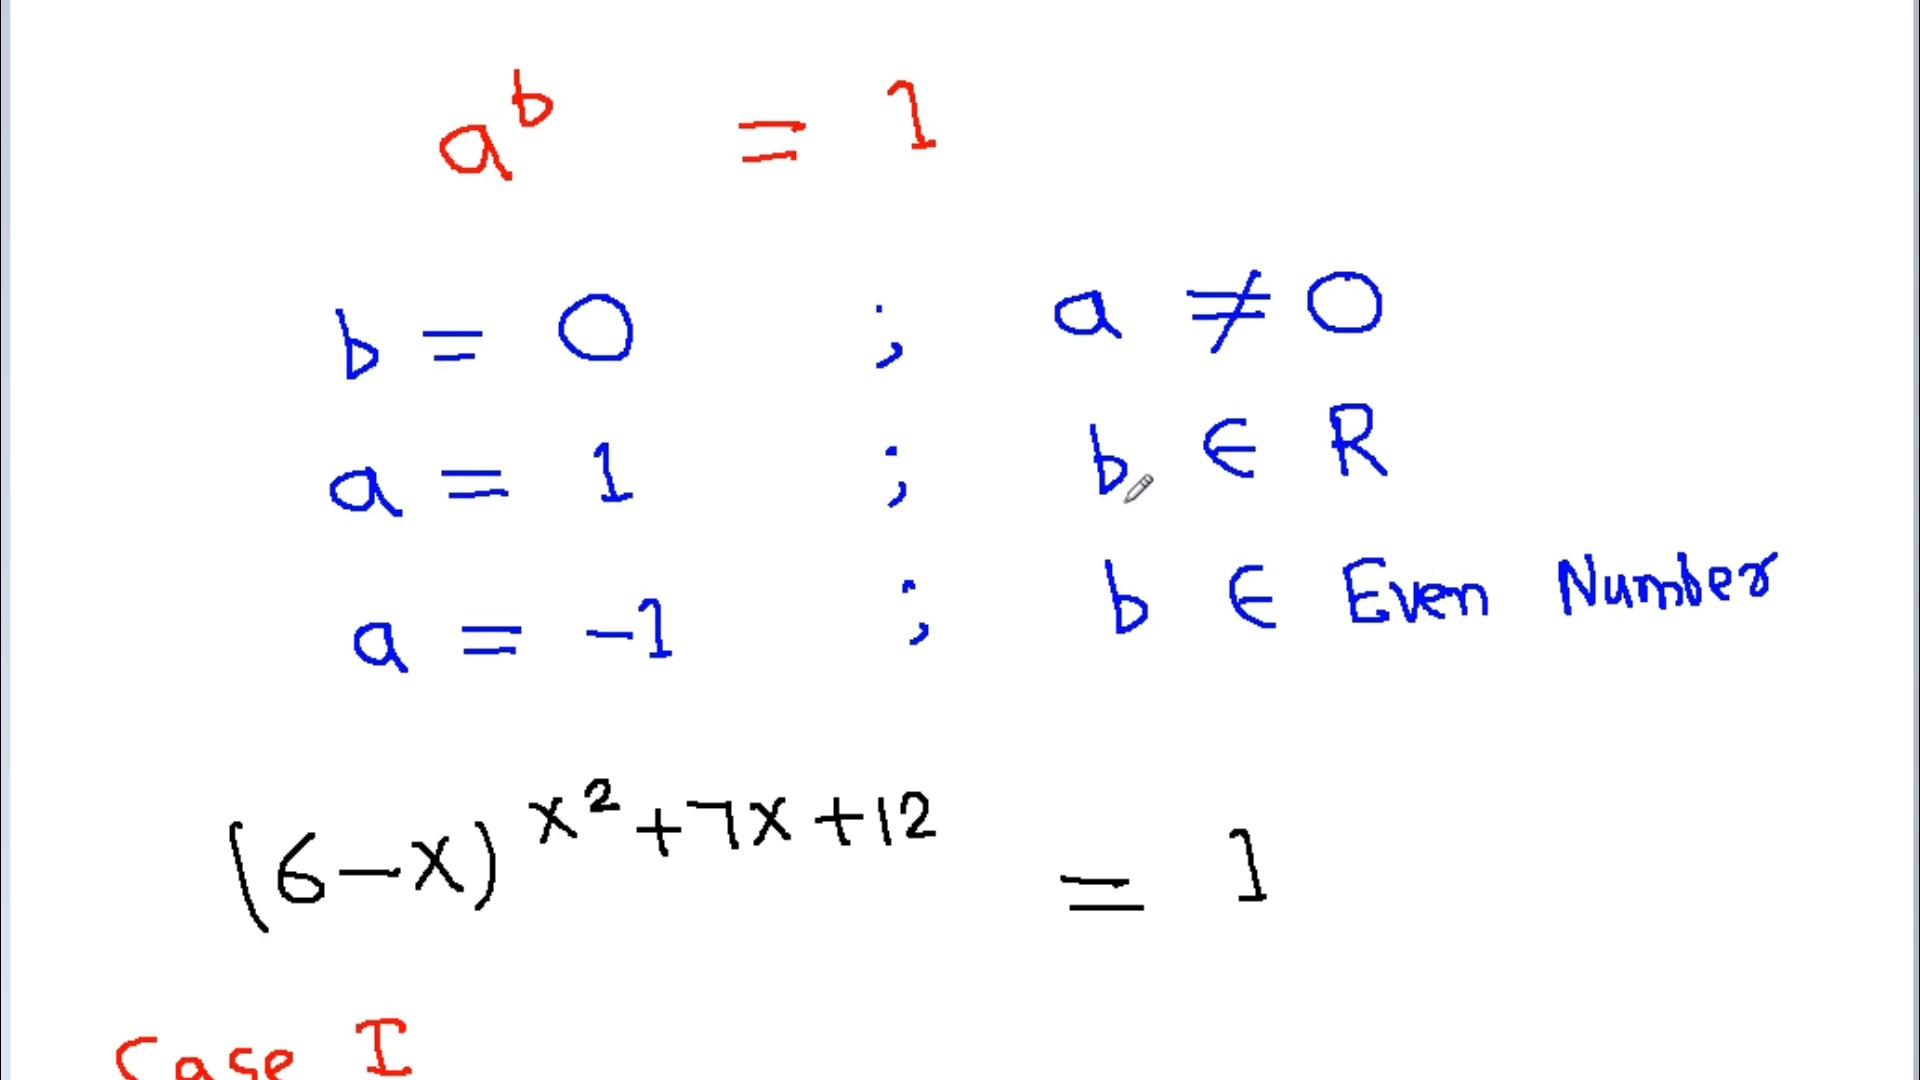 a^b = 1
b = 0 ; a ≠ 0
a = 1 ; b ∈ R
a = -1 ; b ∈ Even Number
(6-x)^x²+7x+12 = 1
Case I